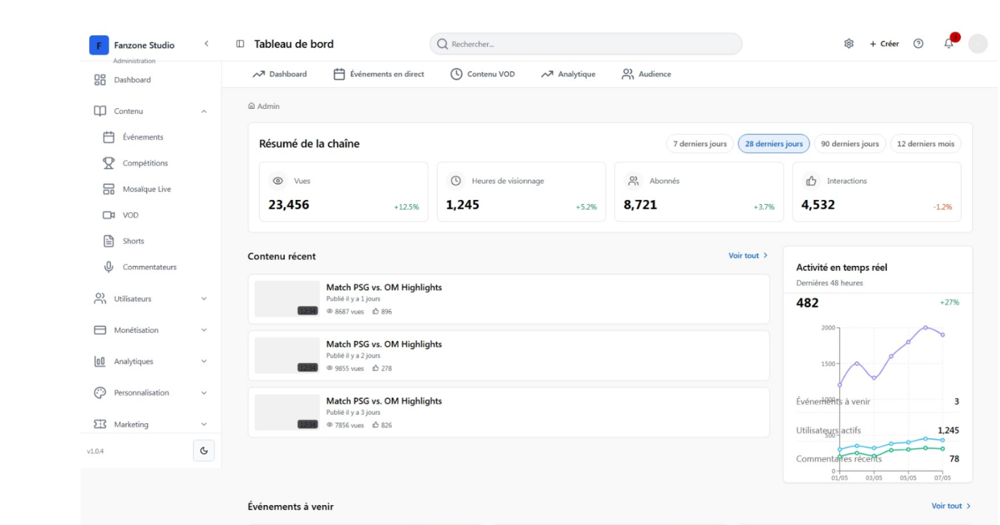 F
Fanzone Studio
Administration
Tableau de bord
Rechercher...
+ Créer
Dashboard
Contenu
Événements
Compétitions
Mosaïque Live
VOD
Shorts
Commentateurs
Utilisateurs
Monétisation
Analytiques
Personnalisation
Marketing
v1.0.4
Dashboard
Événements en direct
Contenu VOD
Analytique
Audience
Admin
Résumé de la chaîne
7 derniers jours
28 derniers jours
90 derniers jours
12 derniers mois
Vues
23,456
+12.5%
Heures de visionnage
1,245
+5.2%
Abonnés
8,721
+3.7%
Interactions
4,532
-1.2%
Contenu récent
Voir tout
Match PSG vs. OM Highlights
Publié il y a 1 jours
8687 vues 896
12:34
Match PSG vs. OM Highlights
Publié il y a 2 jours
9855 vues 278
12:34
Match PSG vs. OM Highlights
Publié il y a 3 jours
7856 vues 826
12:34
Activité en temps réel
Dernières 48 heures
482
+27%
2000
1500
1000
Événements à venir
3
Utilisateurs actifs
1,245
500
Commentaires récents
78
0
01/05 03/05 05/05 07/05
Événements à venir
Voir tout